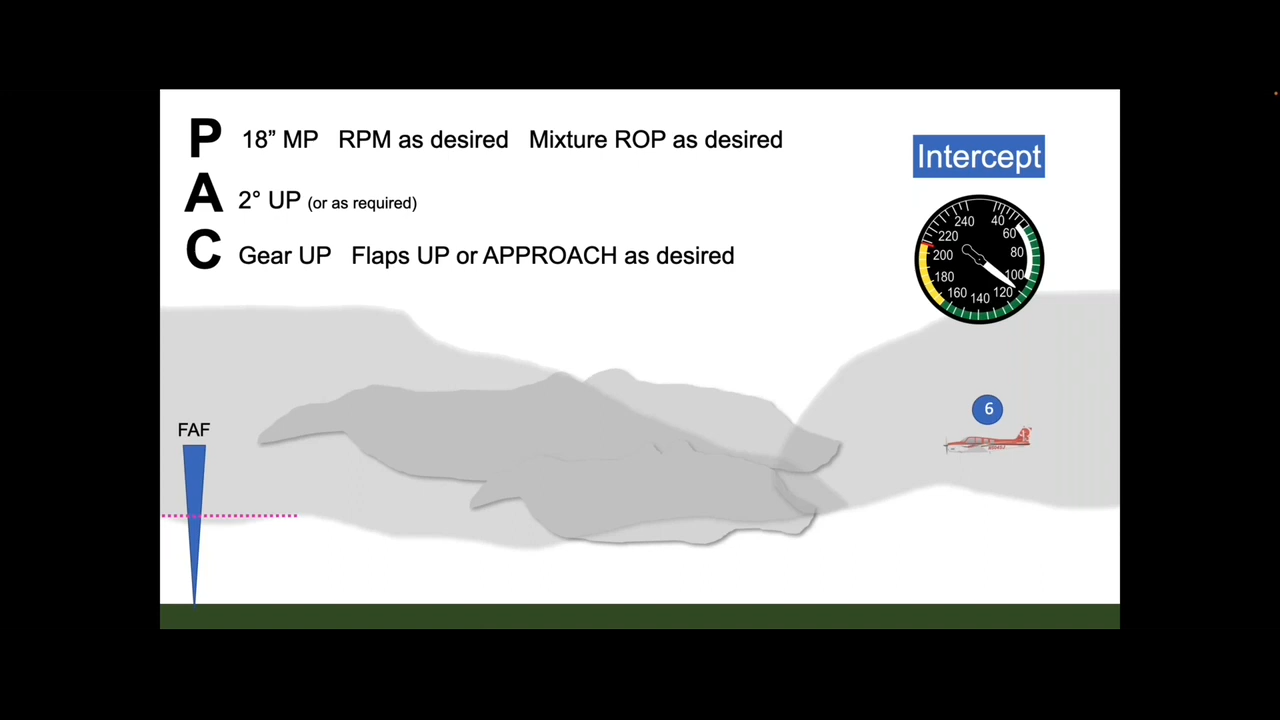 P 18” MP RPM as desired Mixture ROP as desired
A 2° UP (or as required)
C Gear UP Flaps UP or APPROACH as desired
Intercept
240 40
220 60
200 80
180 100
160 140 120
6
FAF